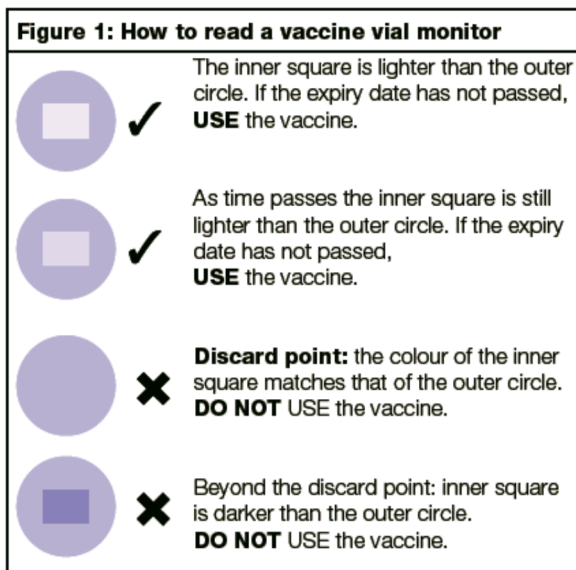 Figure 1: How to read a vaccine vial monitor
The inner square is lighter than the outer
circle. If the expiry date has not passed,
USE the vaccine.
As time passes the inner square is still
lighter than the outer circle. If the expiry
date has not passed,
USE the vaccine.
Discard point: the colour of the inner
square matches that of the outer circle.
DO NOT USE the vaccine.
Beyond the discard point: inner square
is darker than the outer circle.
DO NOT USE the vaccine.